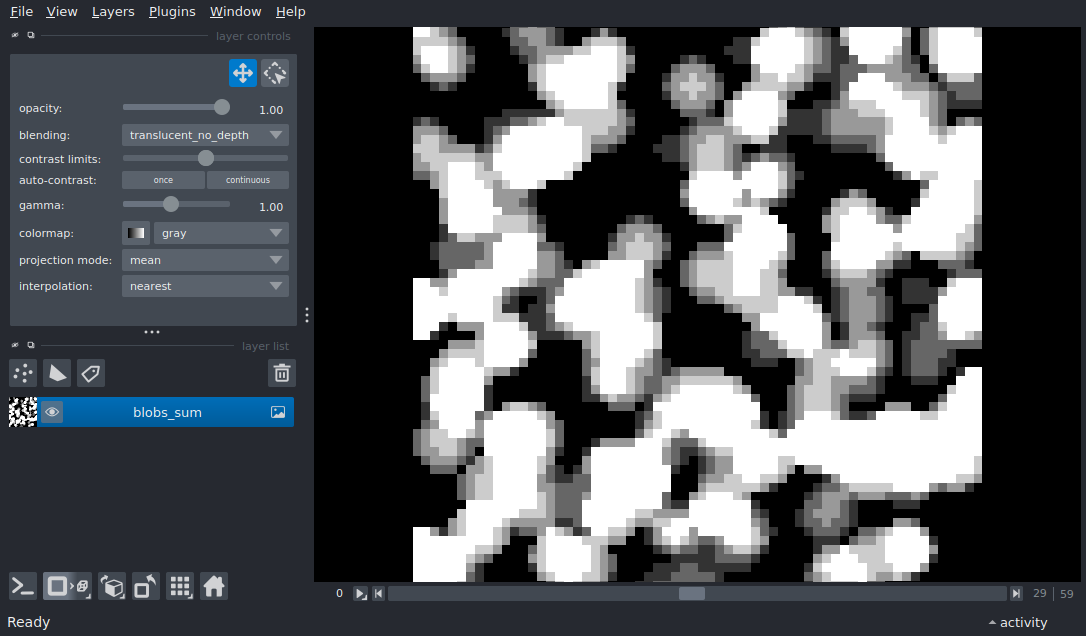 File View Layers Plugins Window Help
layer controls
opacity: 1.00
blending: translucent_no_depth
contrast limits:
auto-contrast: once continuous
gamma: 1.00
colormap: gray
projection mode: mean
interpolation: nearest
layer list
blobs_sum
0 29 59
Ready activity